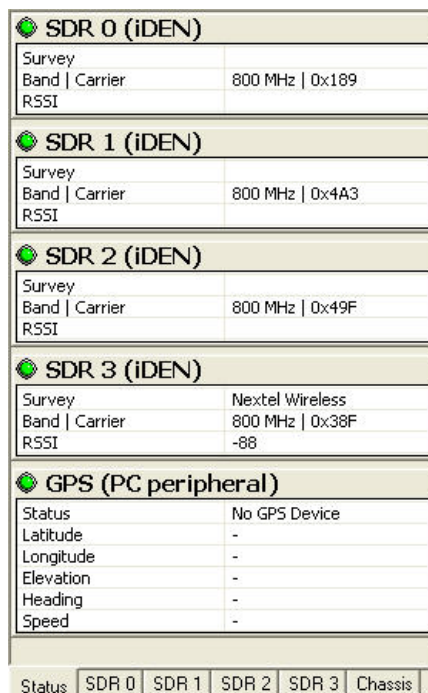 SDR 0 (iDEN)
Survey
Band | Carrier 800 MHz | 0x189
RSSI
SDR 1 (iDEN)
Survey
Band | Carrier 800 MHz | 0x4A3
RSSI
SDR 2 (iDEN)
Survey
Band | Carrier 800 MHz | 0x49F
RSSI
SDR 3 (iDEN)
Survey Nextel Wireless
Band | Carrier 800 MHz | 0x38F
RSSI -88
GPS (PC peripheral)
Status No GPS Device
Latitude -
Longitude -
Elevation -
Heading -
Speed -
Status SDR 0 SDR 1 SDR 2 SDR 3 Chassis